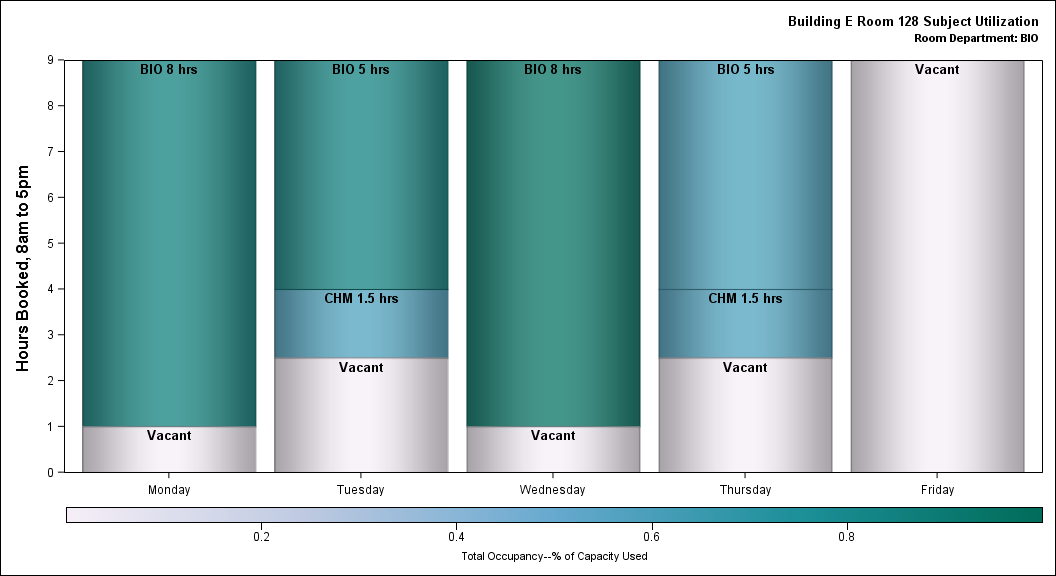 Building E Room 128 Subject Utilization
Room Department: BIO
Hours Booked, 8am to 5pm
9
8
7
6
5
4
3
2
1
0
BIO 8 hrs
Vacant
BIO 5 hrs
CHM 1.5 hrs
Vacant
BIO 8 hrs
Vacant
BIO 5 hrs
CHM 1.5 hrs
Vacant
Vacant
Monday
Tuesday
Wednesday
Thursday
Friday
0.2
0.4
0.6
0.8
Total Occupancy--% of Capacity Used